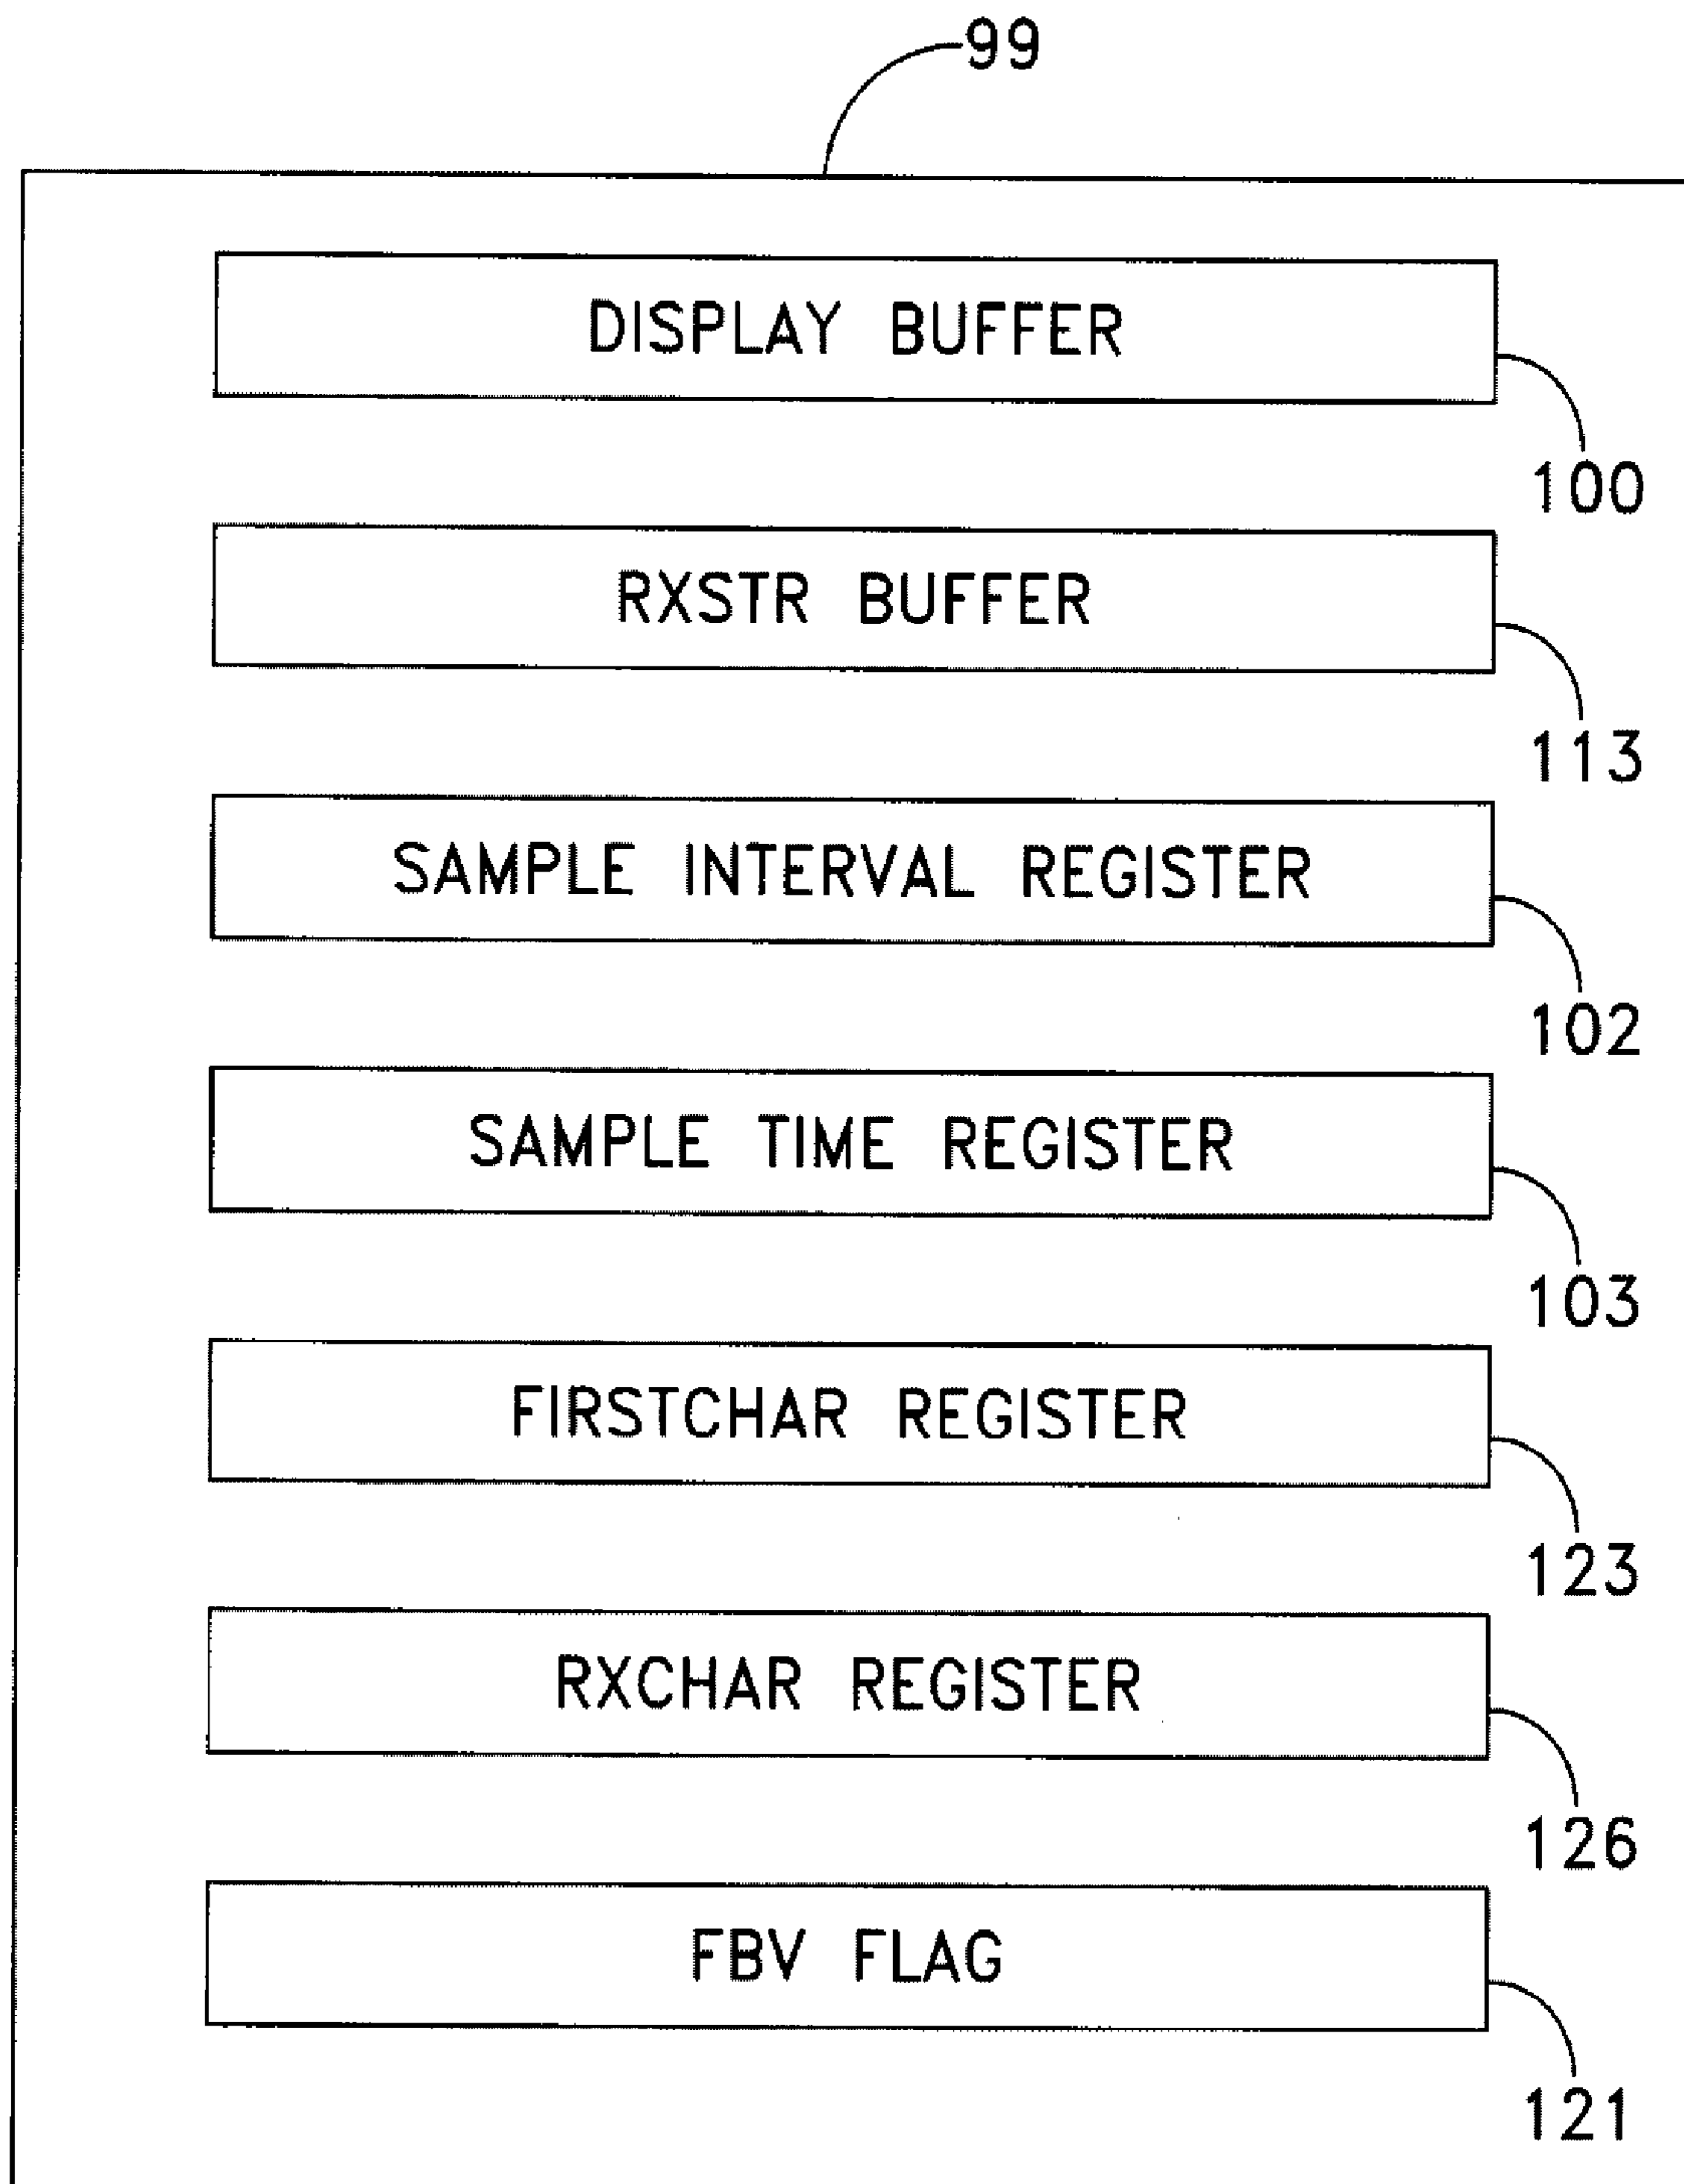 99
DISPLAY BUFFER
100
RXSTR BUFFER
113
SAMPLE INTERVAL REGISTER
102
SAMPLE TIME REGISTER
103
FIRSTCHAR REGISTER
123
RXCHAR REGISTER
126
FBV FLAG
121